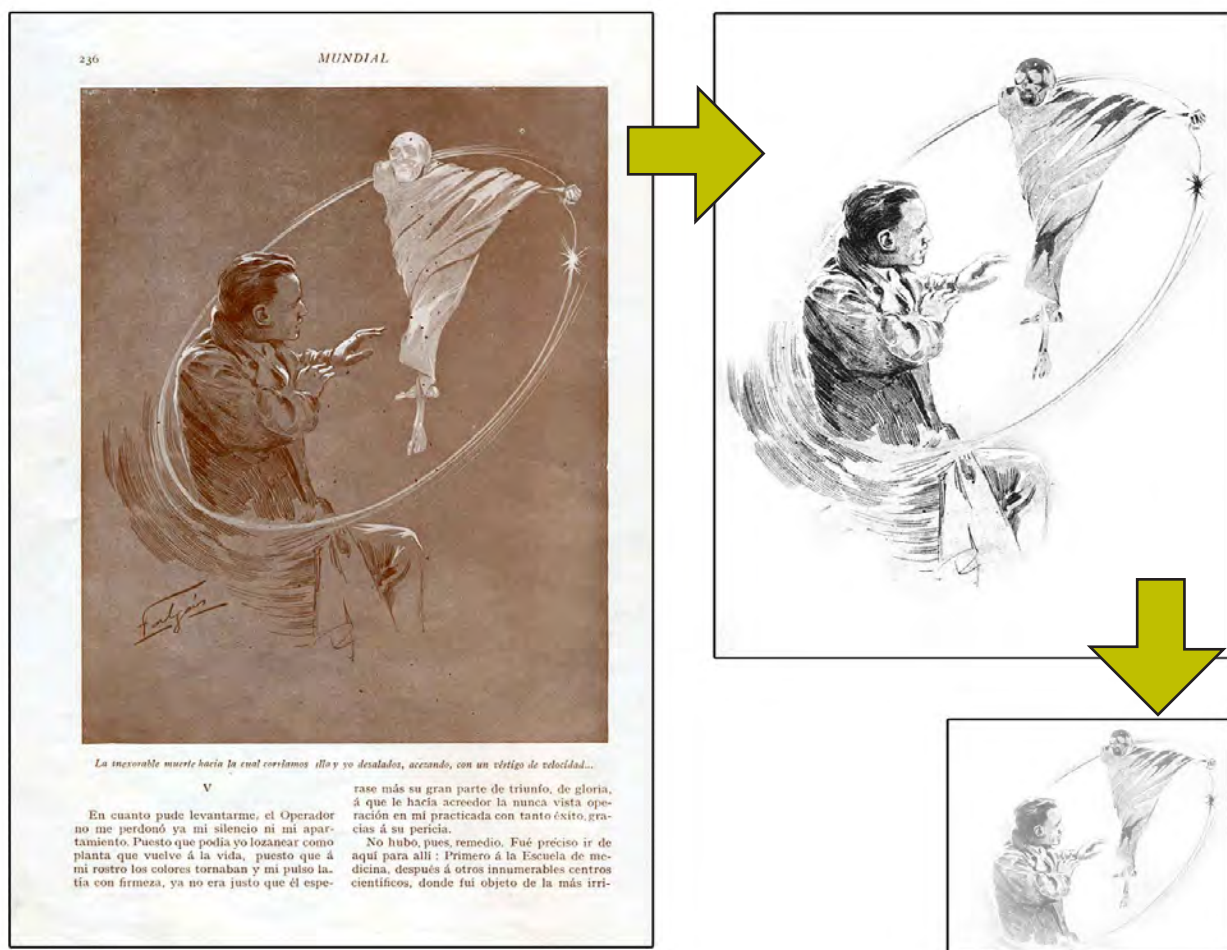 236
MUNDIAL
La inexorable muerte hacia la cual corríamos ella y yo desalados, acezando, con un vértigo de velocidad...
V
En cuanto pude levantarme, el Operador
no me perdonó ya mi silencio ni mi apar-
tamiento. Puesto que podía yo lozanear como
planta que vuelve á la vida, puesto que á
mi rostro los colores tornaban y mi pulso la-
tía con firmeza, ya no era justo que él espe-
rase más su gran parte de triunfo, de gloria,
á que le hacía acreedor la nunca vista ope-
ración en mí practicada con tanto éxito, gra-
cias á su pericia.
No hubo, pues, remedio. Fué préciso ir de
aquí para allí : Primero á la Escuela de me-
dicina, después á otros innumerables centros
científicos, donde fuí objeto de la más irri-